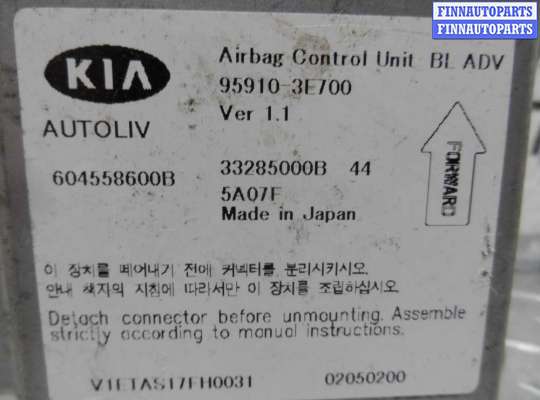 FINNAUTOPARTS
FINNAUTOPARTS
KIA
Airbag Control Unit BL ADV
95910-3E700
Ver 1.1
AUTOLIV
FORWARD
604558600B
33285000B 44
5A07F
Made in Japan
이 장치를 떼어내기 전에 커넥터를 분리시키시오.
안내 책자의 지침에 따라서만 이 장치를 조립하십시오.
Detach connector before unmounting. Assemble
strictly according to manual instructions.
V1ETAS17FH0031 02050200